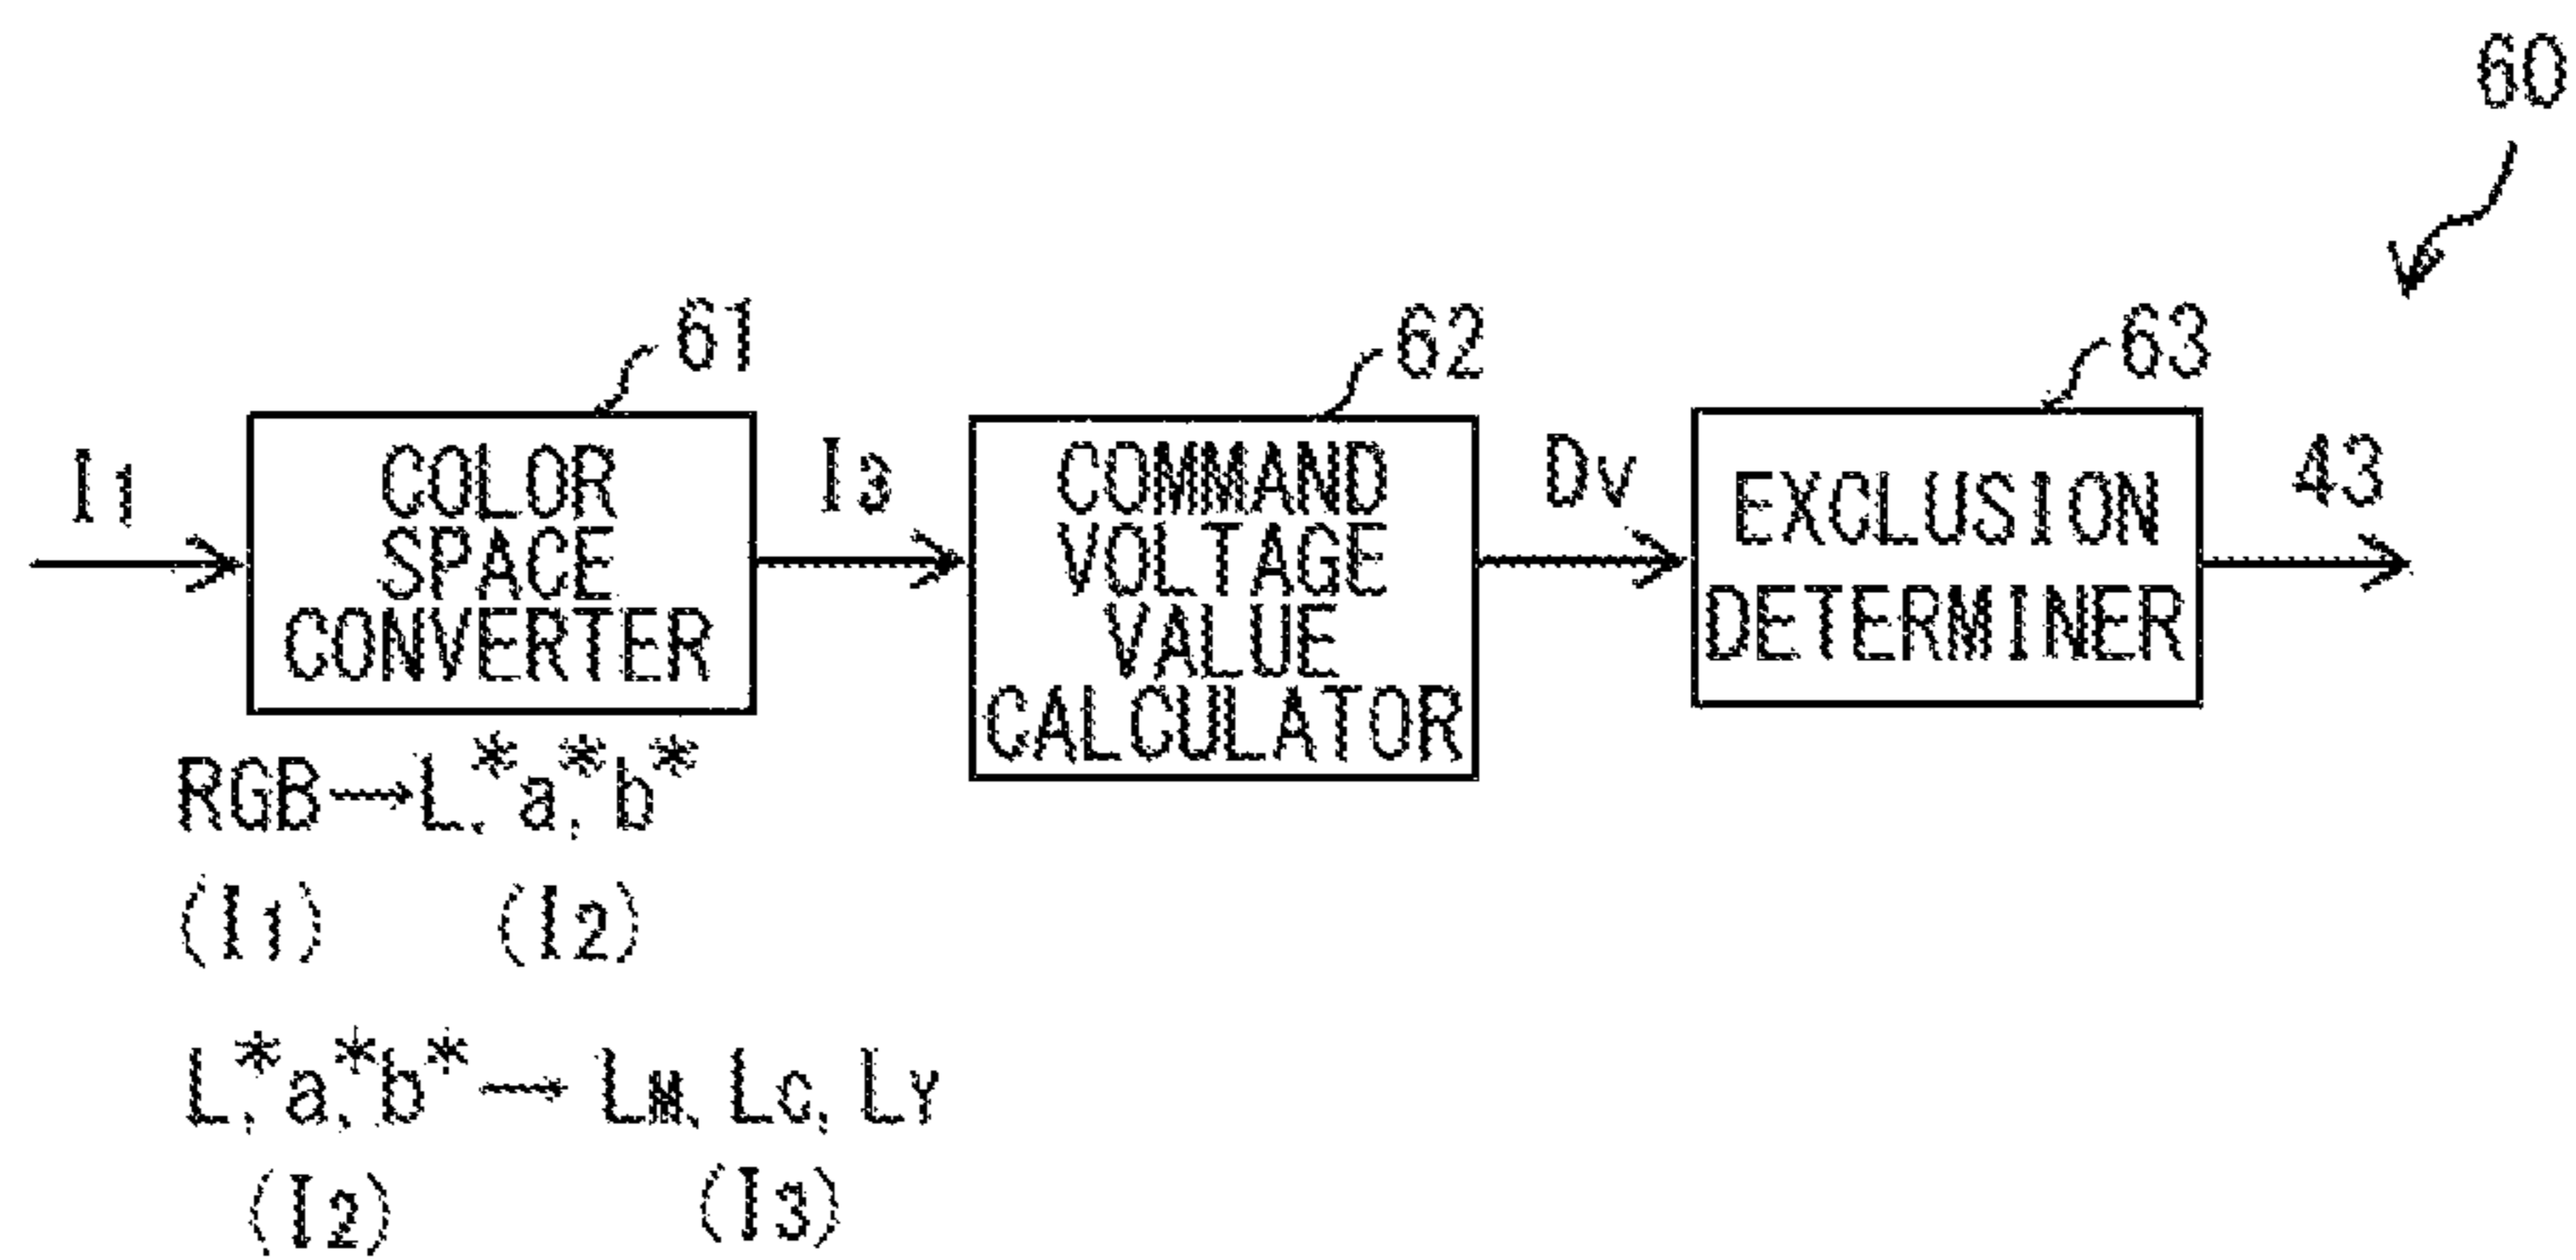 60
61
62
63
I1
COLOR
SPACE
CONVERTER
I3
COMMAND
VOLTAGE
VALUE
CALCULATOR
Dv
EXCLUSION
DETERMINER
43
RGB→L*,a*,b*
(I1) (I2)
L*,a*,b*→LM, LC, LY
(I2) (I3)